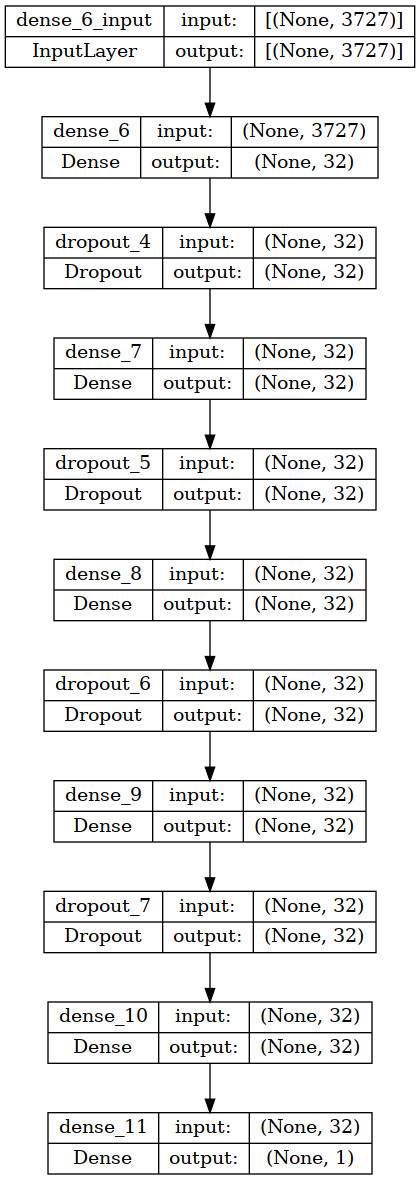 dense_6_input input: [(None, 3727)]
InputLayer output: [(None, 3727)]
dense_6 input: (None, 3727)
Dense output: (None, 32)
dropout_4 input: (None, 32)
Dropout output: (None, 32)
dense_7 input: (None, 32)
Dense output: (None, 32)
dropout_5 input: (None, 32)
Dropout output: (None, 32)
dense_8 input: (None, 32)
Dense output: (None, 32)
dropout_6 input: (None, 32)
Dropout output: (None, 32)
dense_9 input: (None, 32)
Dense output: (None, 32)
dropout_7 input: (None, 32)
Dropout output: (None, 32)
dense_10 input: (None, 32)
Dense output: (None, 32)
dense_11 input: (None, 32)
Dense output: (None, 1)